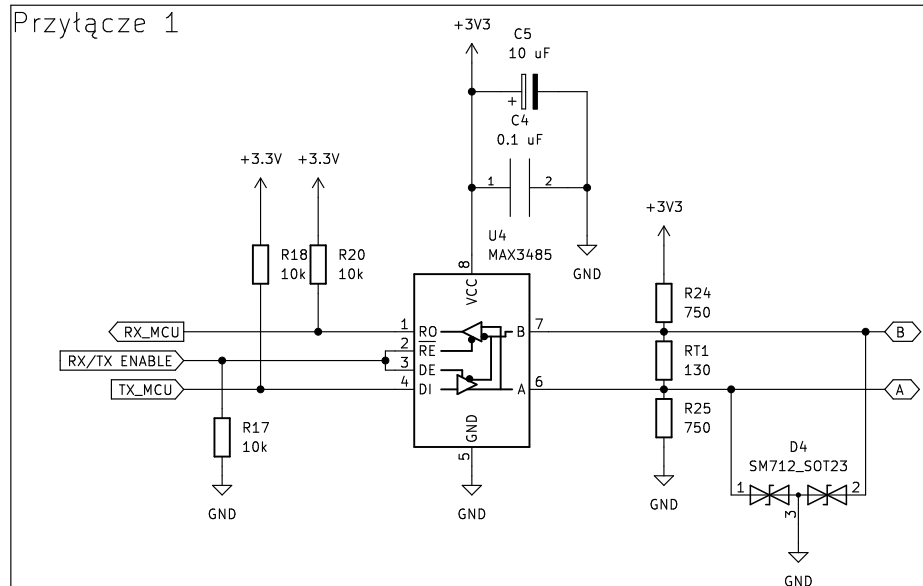 Przyłącze 1
+3V3
C5
10 uF
+
C4
0.1 uF
1
2
GND
+3.3V
+3.3V
R18
10k
R20
10k
U4
MAX3485
8
VCC
+3V3
R24
750
RX_MCU
1
RO
B
7
B
RX/TX ENABLE
2
RE
3
DE
RT1
130
TX_MCU
4
DI
A
6
A
R17
10k
GND
GND
5
GND
R25
750
GND
D4
SM712_SOT23
1
2
3
GND